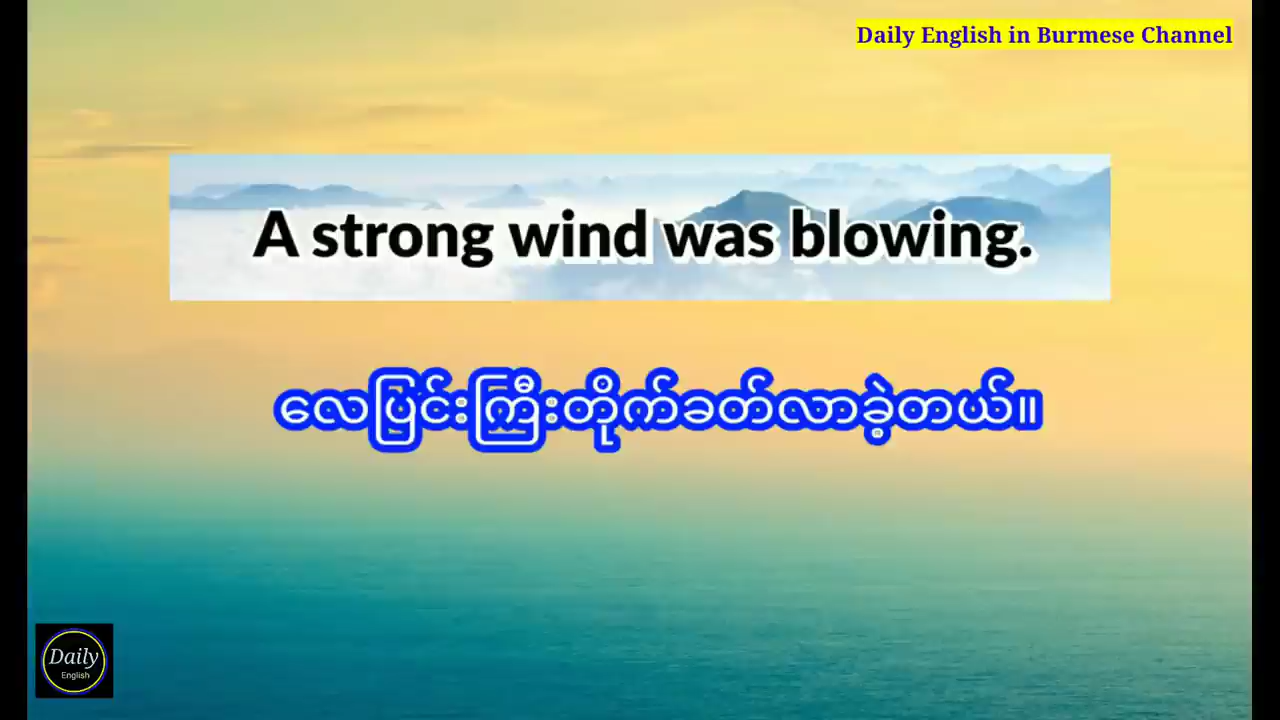 Daily English in Burmese Channel
A strong wind was blowing.
လေပြင်းကြီးတိုက်ခတ်လာခဲ့တယ်။
Daily
English